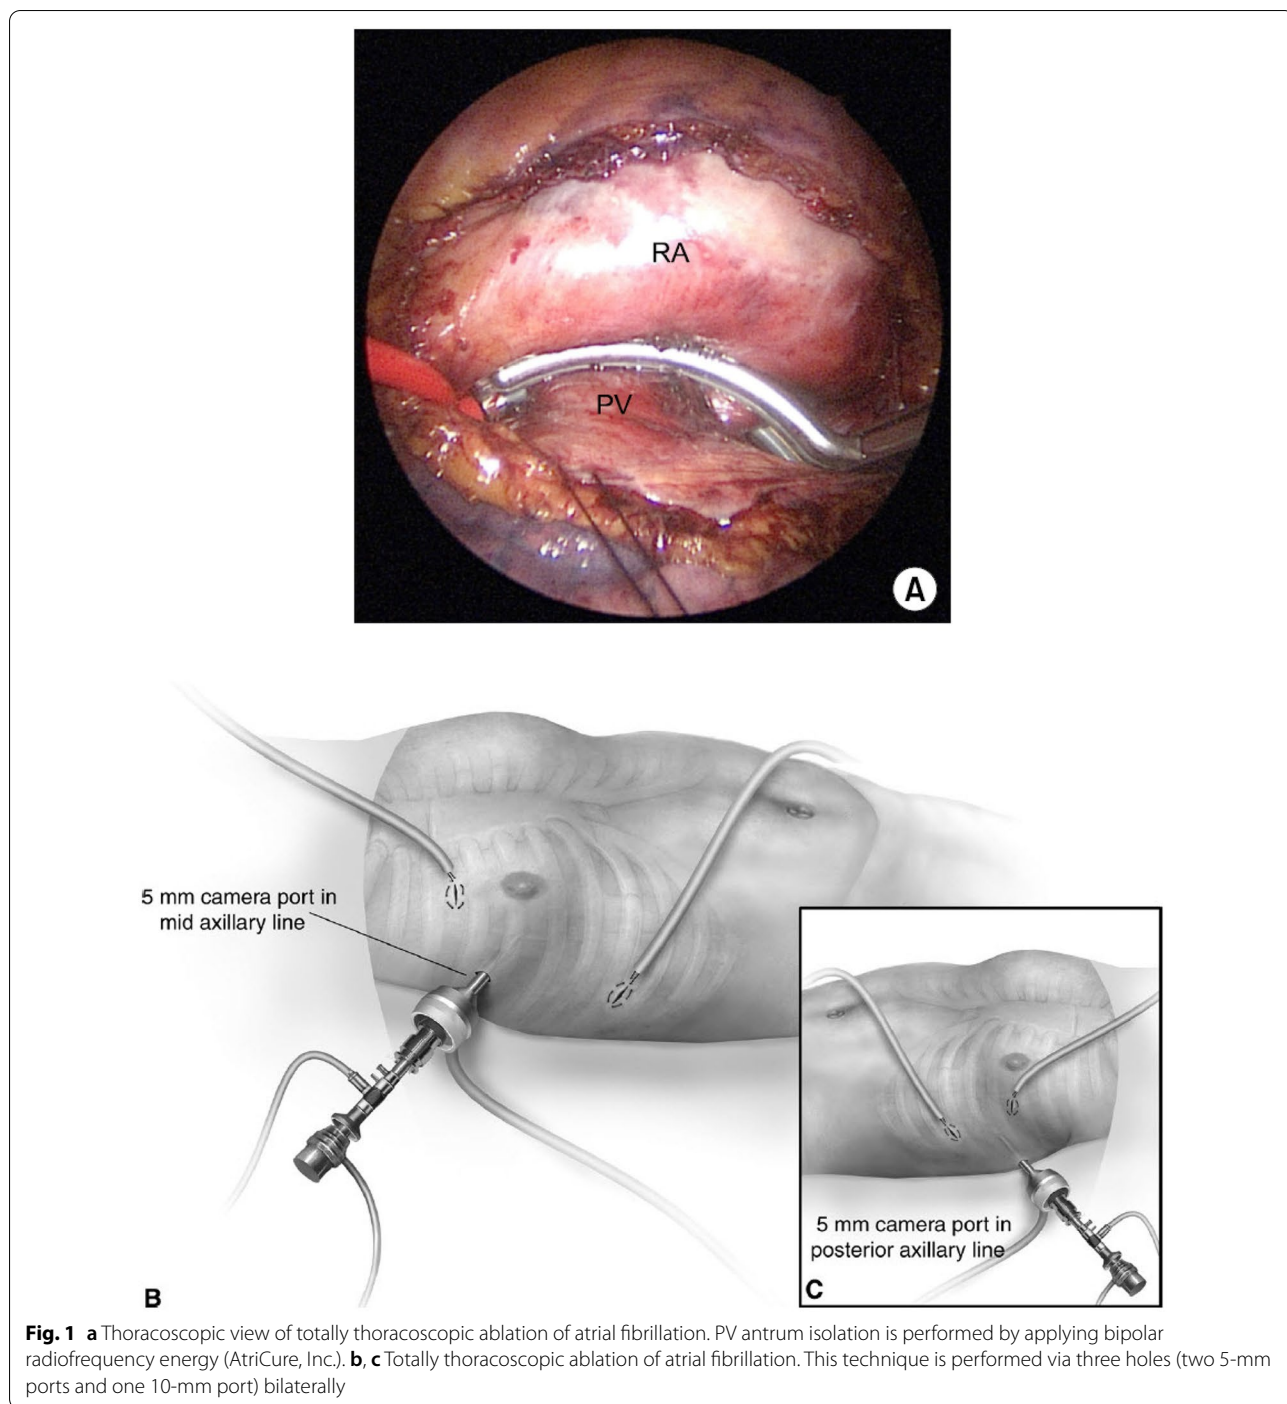 RA
PV
A
5 mm camera port in
mid axillary line
5 mm camera port in
posterior axillary line
B
C
Fig. 1 a Thoracoscopic view of totally thoracoscopic ablation of atrial fibrillation. PV antrum isolation is performed by applying bipolar
radiofrequency energy (AtriCure, Inc.). b, c Totally thoracoscopic ablation of atrial fibrillation. This technique is performed via three holes (two 5-mm
ports and one 10-mm port) bilaterally